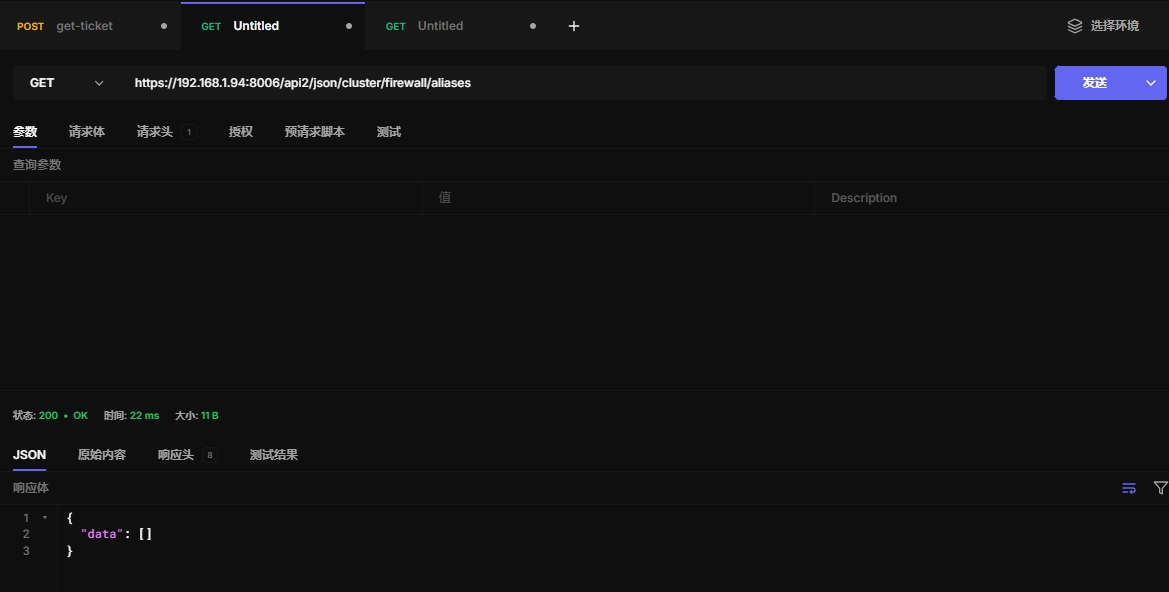 POST get-ticket GET Untitled GET Untitled + 选择环境
GET https://192.168.1.94:8006/api2/json/cluster/firewall/aliases 发送
参数 请求体 请求头 1 授权 预请求脚本 测试
查询参数
Key 值 Description
状态: 200 • OK 时间: 22 ms 大小: 11 B
JSON 原始内容 响应头 8 测试结果
响应体
1 {
2 "data": []
3 }